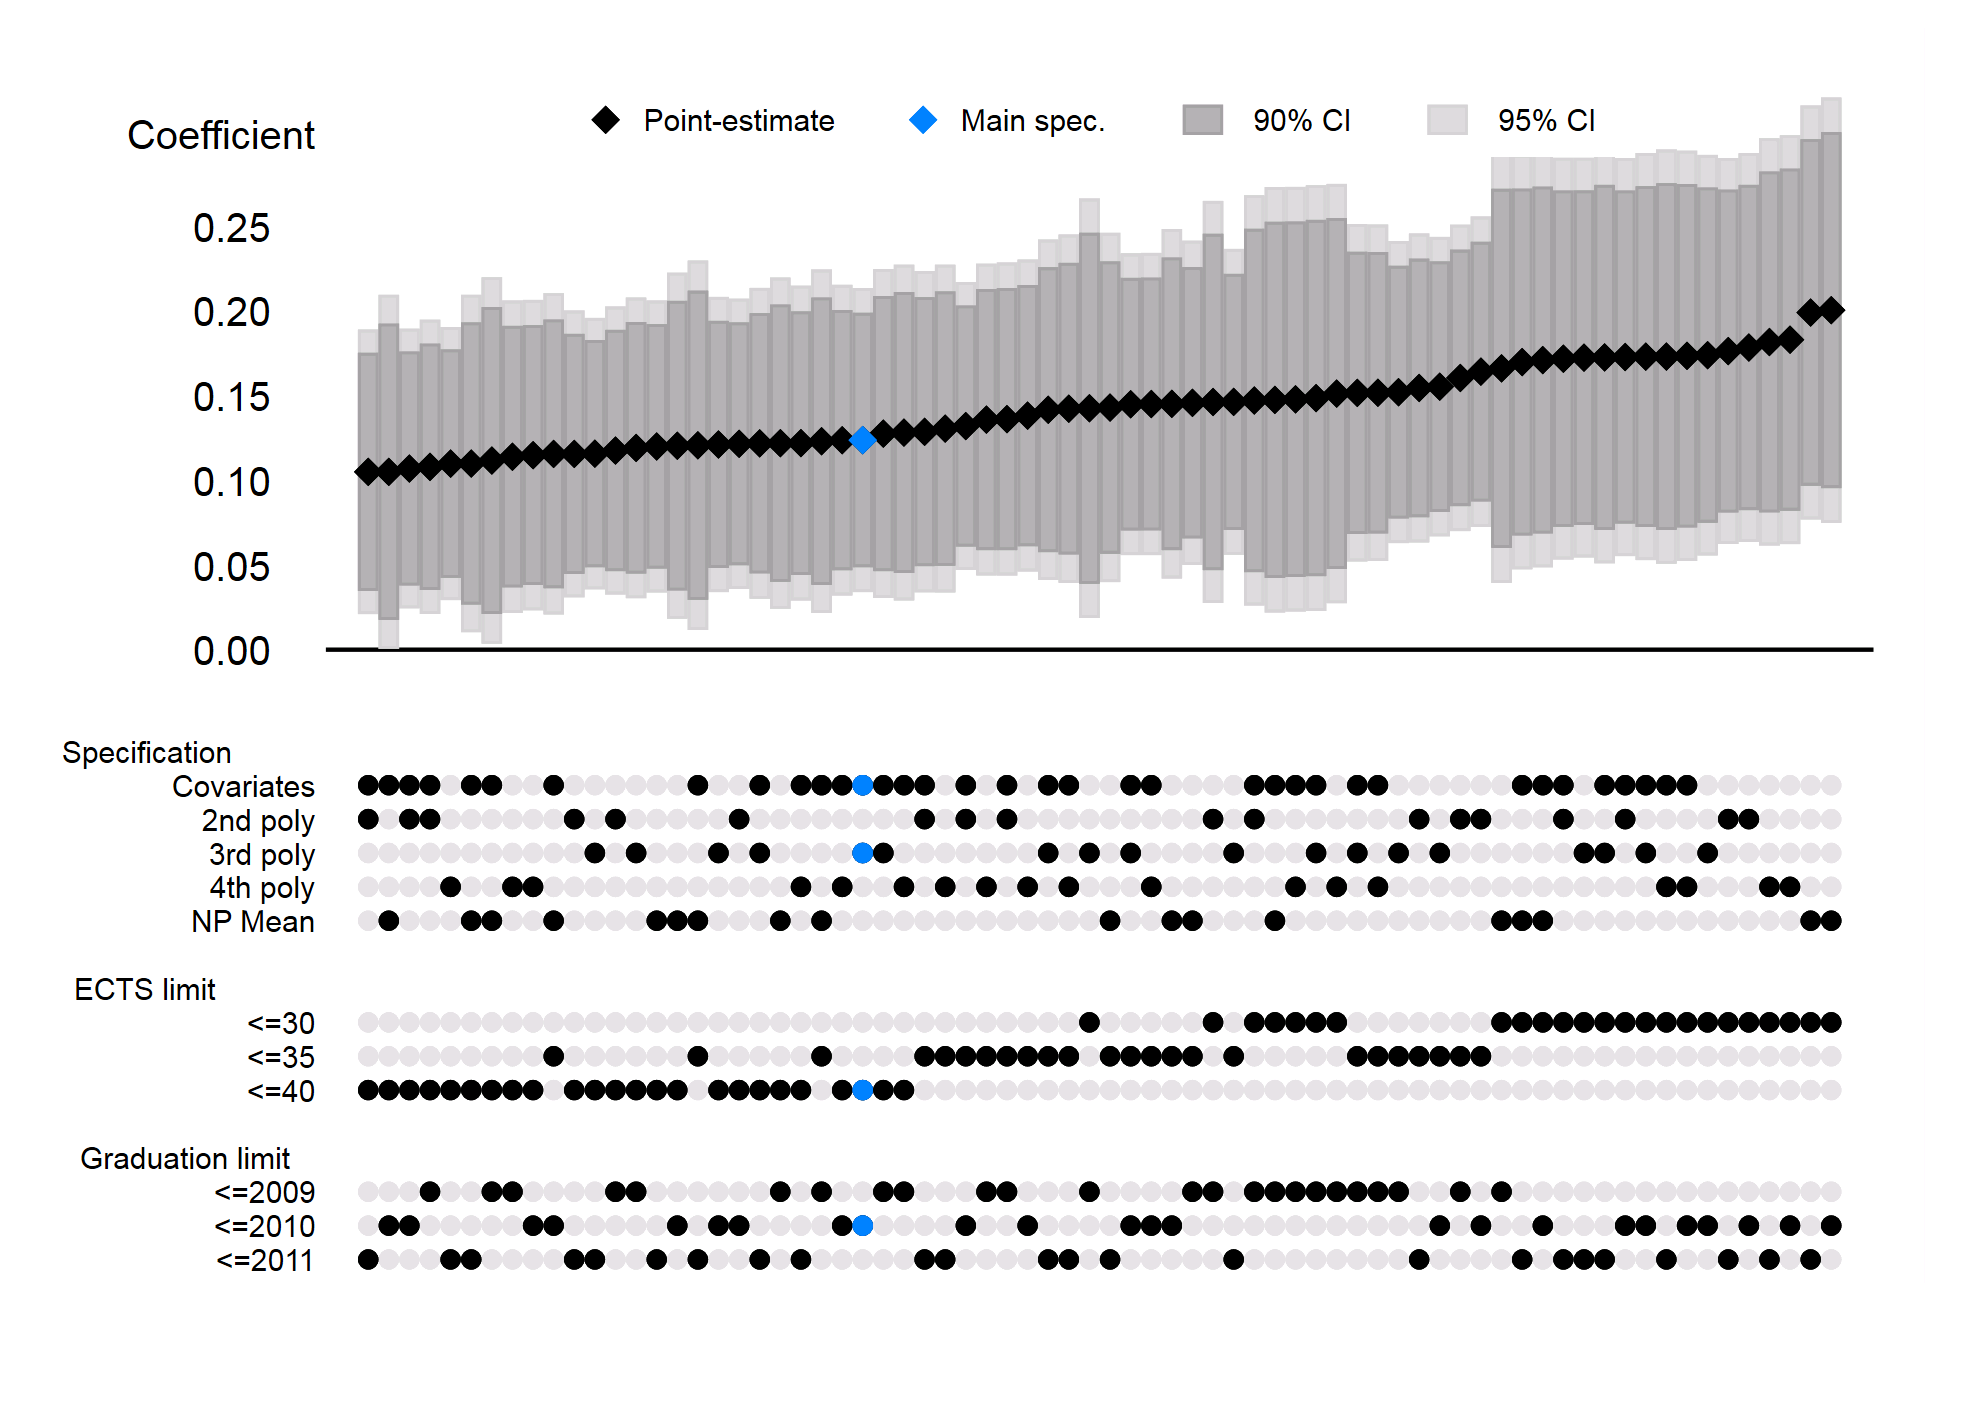 Coefficient
Point-estimate
Main spec.
90% CI
95% CI
0.25
0.20
0.15
0.10
0.05
0.00
Specification
Covariates
2nd poly
3rd poly
4th poly
NP Mean
ECTS limit
<=30
<=35
<=40
Graduation limit
<=2009
<=2010
<=2011